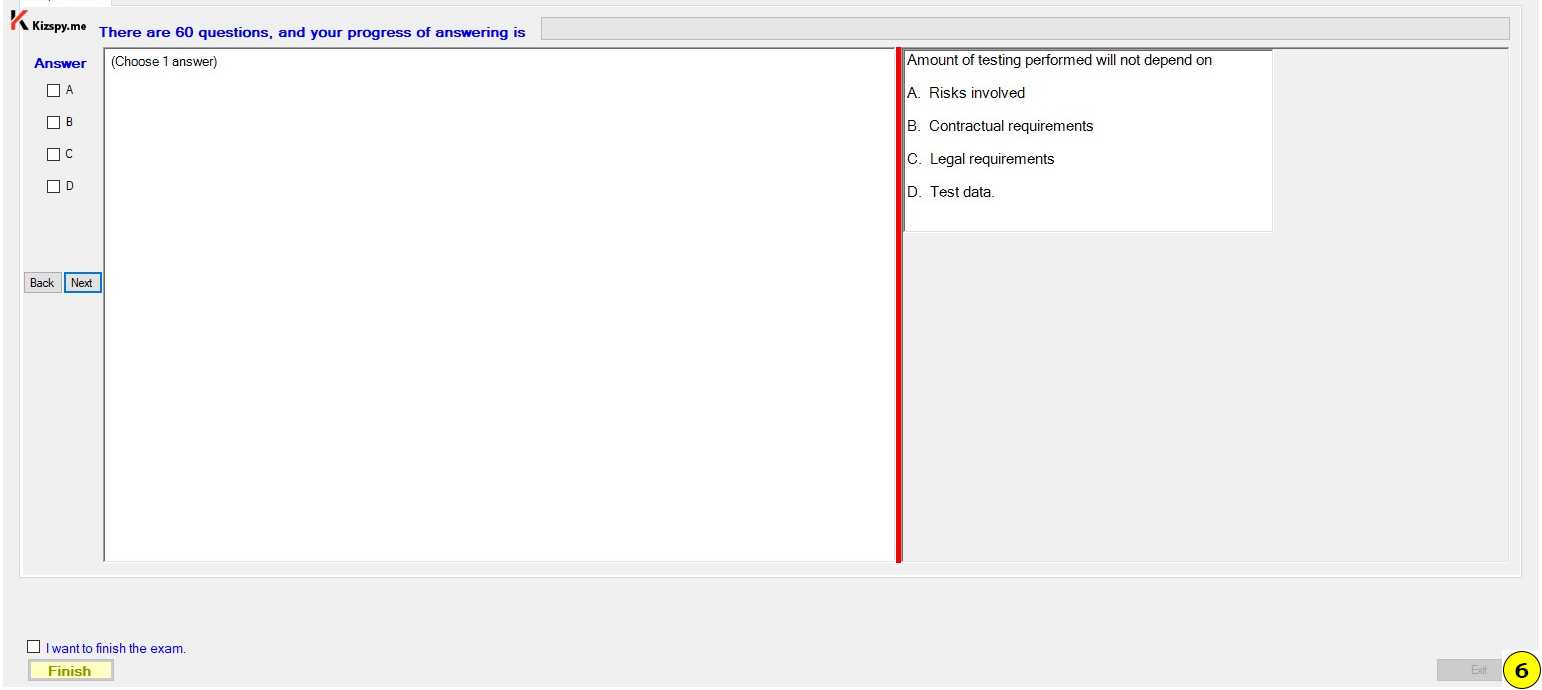 Kizspy.me
There are 60 questions, and your progress of answering is
Answer
(Choose 1 answer)
A
B
C
D
Back Next
Amount of testing performed will not depend on
A. Risks involved
B. Contractual requirements
C. Legal requirements
D. Test data.
I want to finish the exam.
Finish
Exit
6